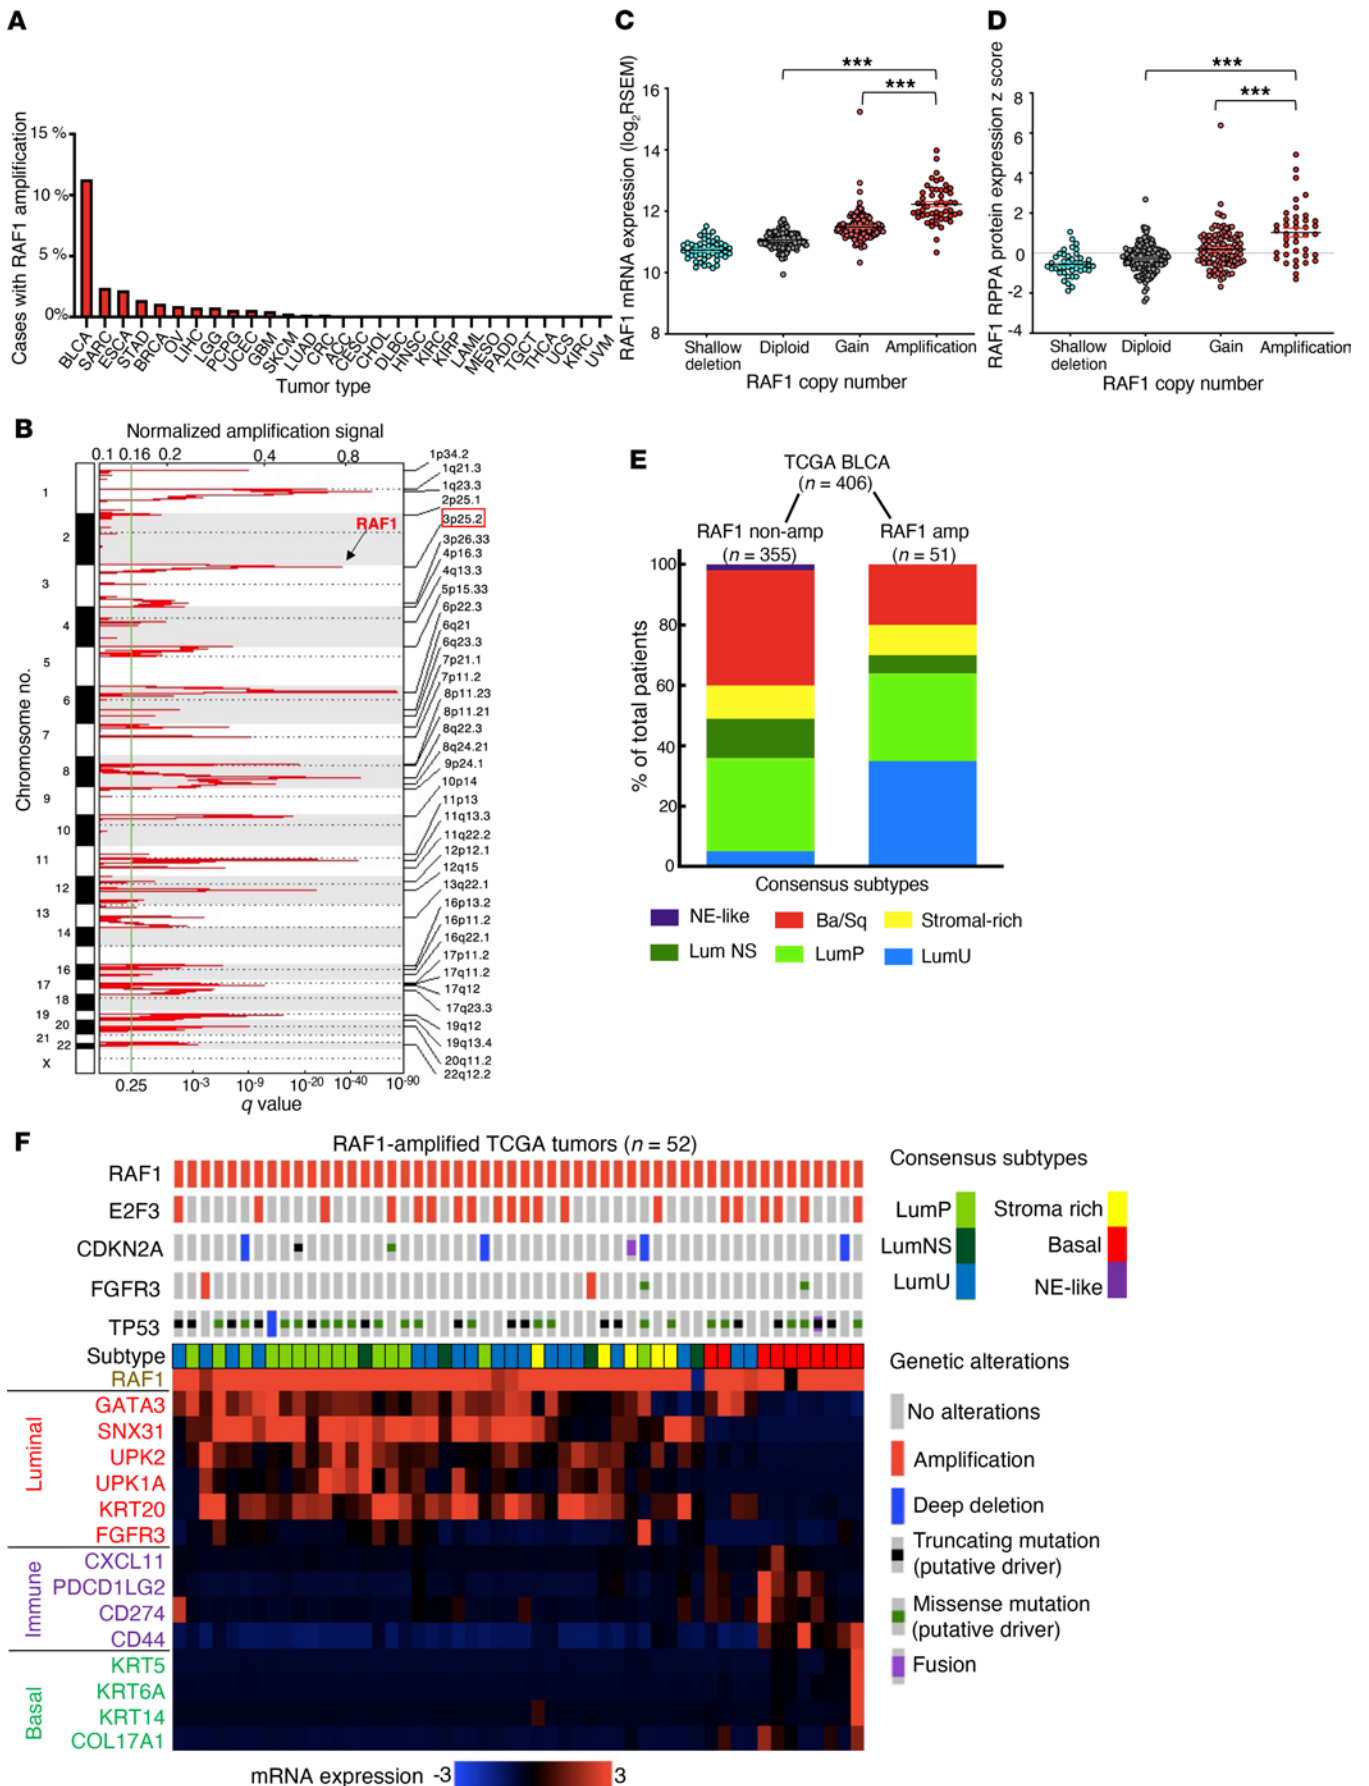 A
Cases with RAF1 amplification
15 %
10 %
5 %
0%
BLCA
SARC
ESCA
STAD
BRCA
OV
LIHC
LGG
PCPG
UCEC
GBM
SKCM
LUAD
CRC
ACC
CESC
CHOL
DLBC
HNSC
KIRC
KIRP
LAML
MESO
PADD
TGCT
THCA
UCS
KIRC
UVM
Tumor type
C
RAF1 mRNA expression (log2RSEM)
16
14
12
10
8
***
***
Shallow deletion
Diploid
Gain
Amplification
RAF1 copy number
D
RAF1 RPPA protein expression z score
8
6
4
2
0
-2
-4
***
***
Shallow deletion
Diploid
Gain
Amplification
RAF1 copy number
B
Normalized amplification signal
0.1 0.16 0.2 0.4 0.8
Chromosome no.
1
2
3
4
5
6
7
8
9
10
11
12
13
14
16
17
18
19
20
21
22
X
RAF1
1p34.2
1q21.3
1q23.3
2p25.1
3p25.2
3p26.33
4p16.3
4q13.3
5p15.33
6p22.3
6q21
6q23.3
7p21.1
7p11.2
8p11.23
8p11.21
8q22.3
8q24.21
9p24.1
10p14
11p13
11q13.3
11q22.2
12p12.1
12q15
13q22.1
16p13.2
16p11.2
16q22.1
17p11.2
17q11.2
17q12
17q23.3
19q12
19q13.4
20q11.2
22q12.2
0.25 10-3 10-9 10-20 10-40 10-90
q value
E
TCGA BLCA
(n = 406)
RAF1 non-amp
(n = 355)
RAF1 amp
(n = 51)
% of total patients
100
80
60
40
20
0
Consensus subtypes
NE-like
Ba/Sq
Stromal-rich
Lum NS
LumP
LumU
F
RAF1-amplified TCGA tumors (n = 52)
RAF1
E2F3
CDKN2A
FGFR3
TP53
Subtype
RAF1
Luminal
GATA3
SNX31
UPK2
UPK1A
KRT20
FGFR3
Immune
CXCL11
PDCD1LG2
CD274
CD44
Basal
KRT5
KRT6A
KRT14
COL17A1
mRNA expression -3 3
Consensus subtypes
LumP
LumNS
LumU
Stroma rich
Basal
NE-like
Genetic alterations
No alterations
Amplification
Deep deletion
Truncating mutation
(putative driver)
Missense mutation
(putative driver)
Fusion